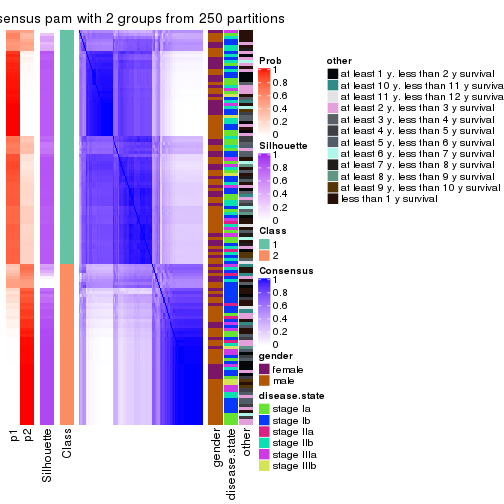 sensus pam with 2 groups from 250 partitions
Prob
1
0.8
0.6
0.4
0.2
0
Silhouette
1
0.8
0.6
0.4
0.2
0
Class
1
2
Consensus
1
0.8
0.6
0.4
0.2
0
gender
female
male
disease.state
stage Ia
stage Ib
stage IIa
stage IIb
stage IIIa
stage IIIb
other
at least 1 y. less than 2 y survival
at least 10 y. less than 11 y surviva
at least 11 y. less than 12 y surviva
at least 2 y. less than 3 y survival
at least 3 y. less than 4 y survival
at least 4 y. less than 5 y survival
at least 5 y. less than 6 y survival
at least 6 y. less than 7 y survival
at least 7 y. less than 8 y survival
at least 8 y. less than 9 y survival
at least 9 y. less than 10 y survival
less than 1 y survival
p1
p2
Silhouette
Class
gender
disease.state
other